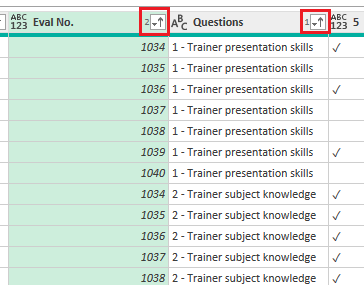 ABC 123 Eval No. 2 ABC Questions 1 ABC 123 5
1034 1 - Trainer presentation skills ✓
1035 1 - Trainer presentation skills
1036 1 - Trainer presentation skills ✓
1037 1 - Trainer presentation skills
1038 1 - Trainer presentation skills
1039 1 - Trainer presentation skills ✓
1040 1 - Trainer presentation skills
1034 2 - Trainer subject knowledge ✓
1035 2 - Trainer subject knowledge ✓
1036 2 - Trainer subject knowledge ✓
1037 2 - Trainer subject knowledge ✓
1038 2 - Trainer subject knowledge ✓